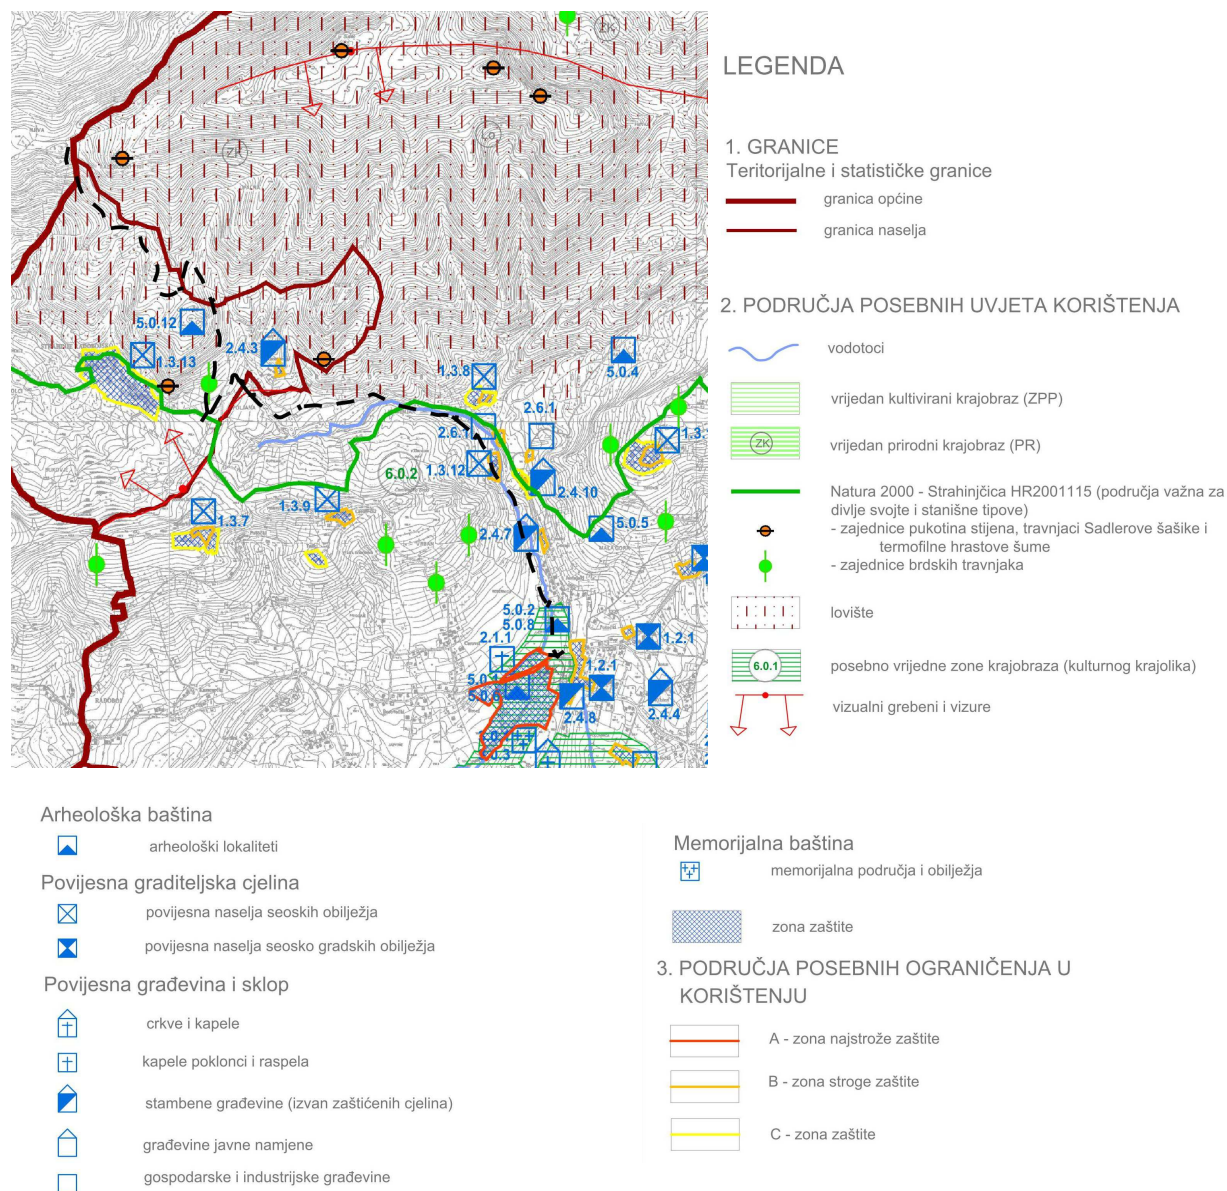 ZK
LG
ZK
5.0.12
1.3.13
2.4.3
1.3.8
5.0.4
2.6.1
2.6.1
1.3.12
6.0.2
1.3.9
1.3.7
2.4.10
5.0.5
2.4.7
5.0.2
5.0.8
2.1.1
1.2.1
1.2.1
2.4.8
2.4.4
RADOBOJ
LEGENDA
1. GRANICE
Teritorijalne i statističke granice
granica općine
granica naselja
2. PODRUČJA POSEBNIH UVJETA KORIŠTENJA
vodotoci
vrijedan kultivirani krajobraz (ZPP)
ZK
vrijedan prirodni krajobraz (PR)
Natura 2000 - Strahinjčica HR2001115 (područja važna za
divlje svojte i stanišne tipove)
- zajednice pukotina stijena, travnjaci Sadlerove šašike i
termofilne hrastove šume
- zajednice brdskih travnjaka
lovište
6.0.1
posebno vrijedne zone krajobraza (kulturnog krajolika)
vizualni grebeni i vizure
Arheološka baština
arheološki lokaliteti
Povijesna graditeljska cjelina
povijesna naselja seoskih obilježja
povijesna naselja seosko gradskih obilježja
Povijesna građevina i sklop
crkve i kapele
kapele poklonci i raspela
stambene građevine (izvan zaštićenih cjelina)
građevine javne namjene
gospodarske i industrijske građevine
Memorijalna baština
memorijalna područja i obilježja
zona zaštite
3. PODRUČJA POSEBNIH OGRANIČENJA U
KORIŠTENJU
A - zona najstrože zaštite
B - zona stroge zaštite
C - zona zaštite